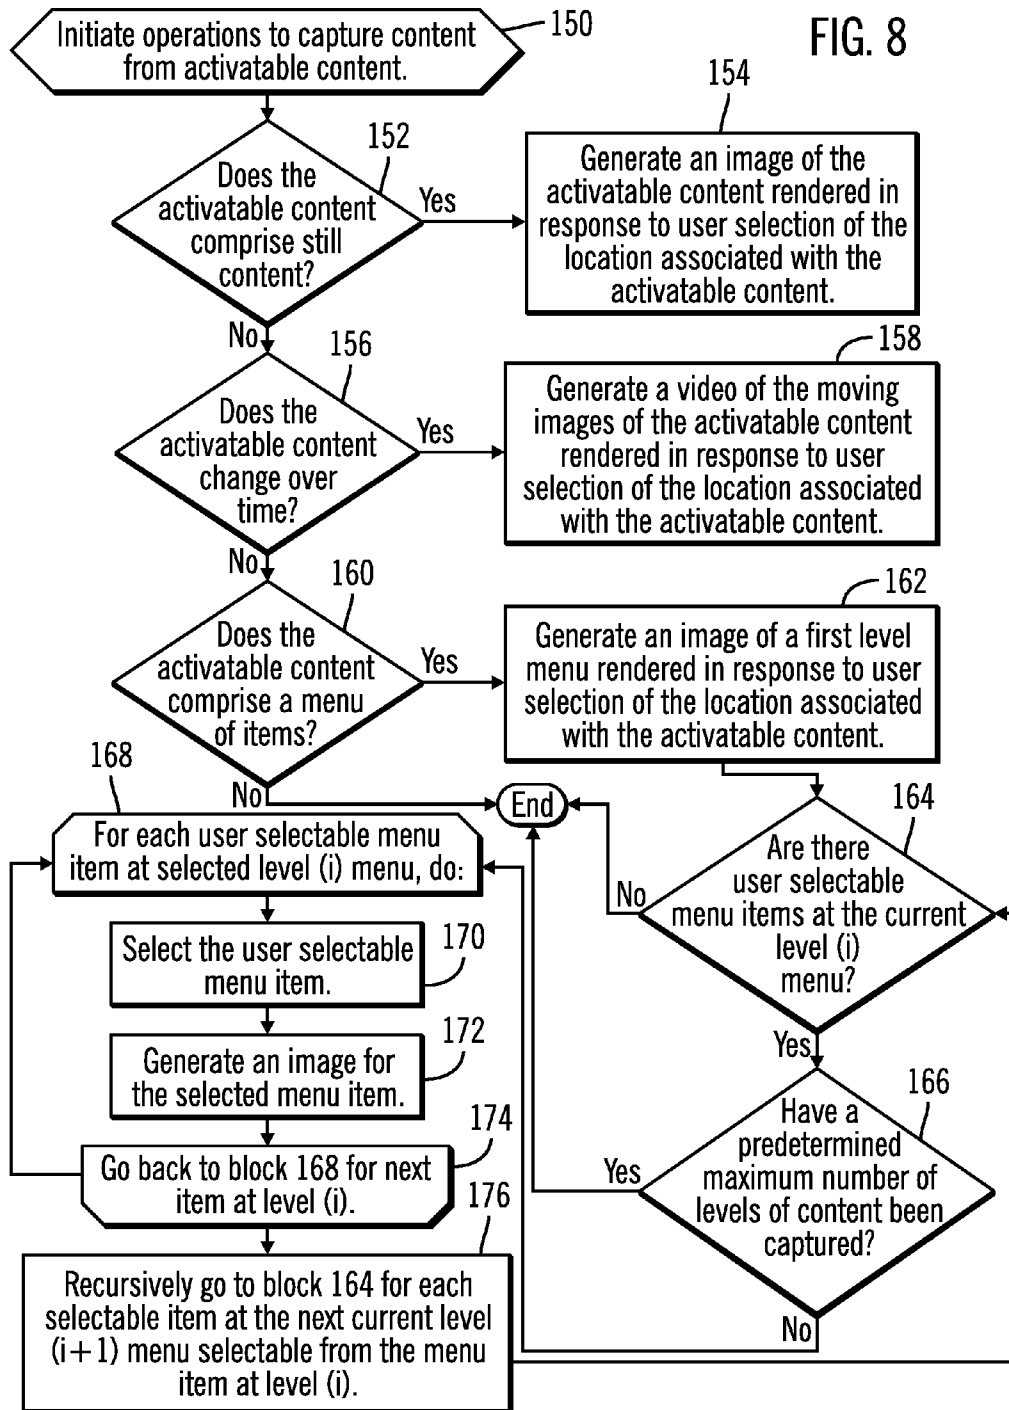 FIG. 8
150
Initiate operations to capture content
from activatable content.
152
Does the
activatable content
comprise still
content?
Yes
No
154
Generate an image of the
activatable content rendered in
response to user selection of the
location associated with the
activatable content.
156
Does the
activatable content
change over
time?
Yes
No
158
Generate a video of the moving
images of the activatable content
rendered in response to user
selection of the location associated
with the activatable content.
160
Does the
activatable content
comprise a menu
of items?
Yes
No
162
Generate an image of a first level
menu rendered in response to user
selection of the location associated
with the activatable content.
End
164
Are there
user selectable
menu items at the current
level (i)
menu?
No
Yes
166
Have a
predetermined
maximum number of
levels of content been
captured?
Yes
No
168
For each user selectable menu
item at selected level (i) menu, do:
170
Select the user selectable
menu item.
172
Generate an image for
the selected menu item.
174
Go back to block 168 for next
item at level (i).
176
Recursively go to block 164 for each
selectable item at the next current level
(i+1) menu selectable from the menu
item at level (i).